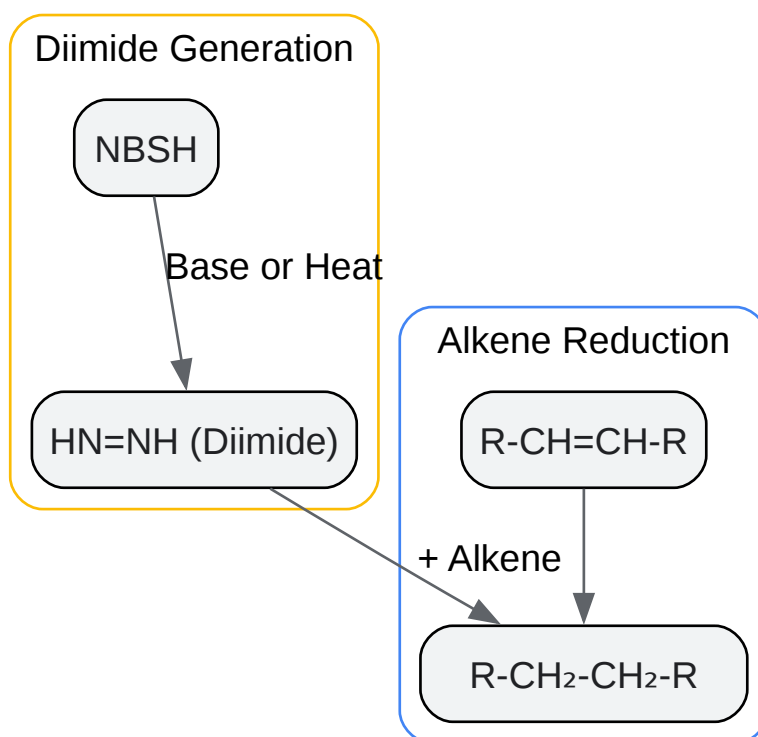 Diimide Generation
NBSH
Base or Heat
HN=NH (Diimide)
Alkene Reduction
R-CH=CH-R
+ Alkene
R-CH₂-CH₂-R